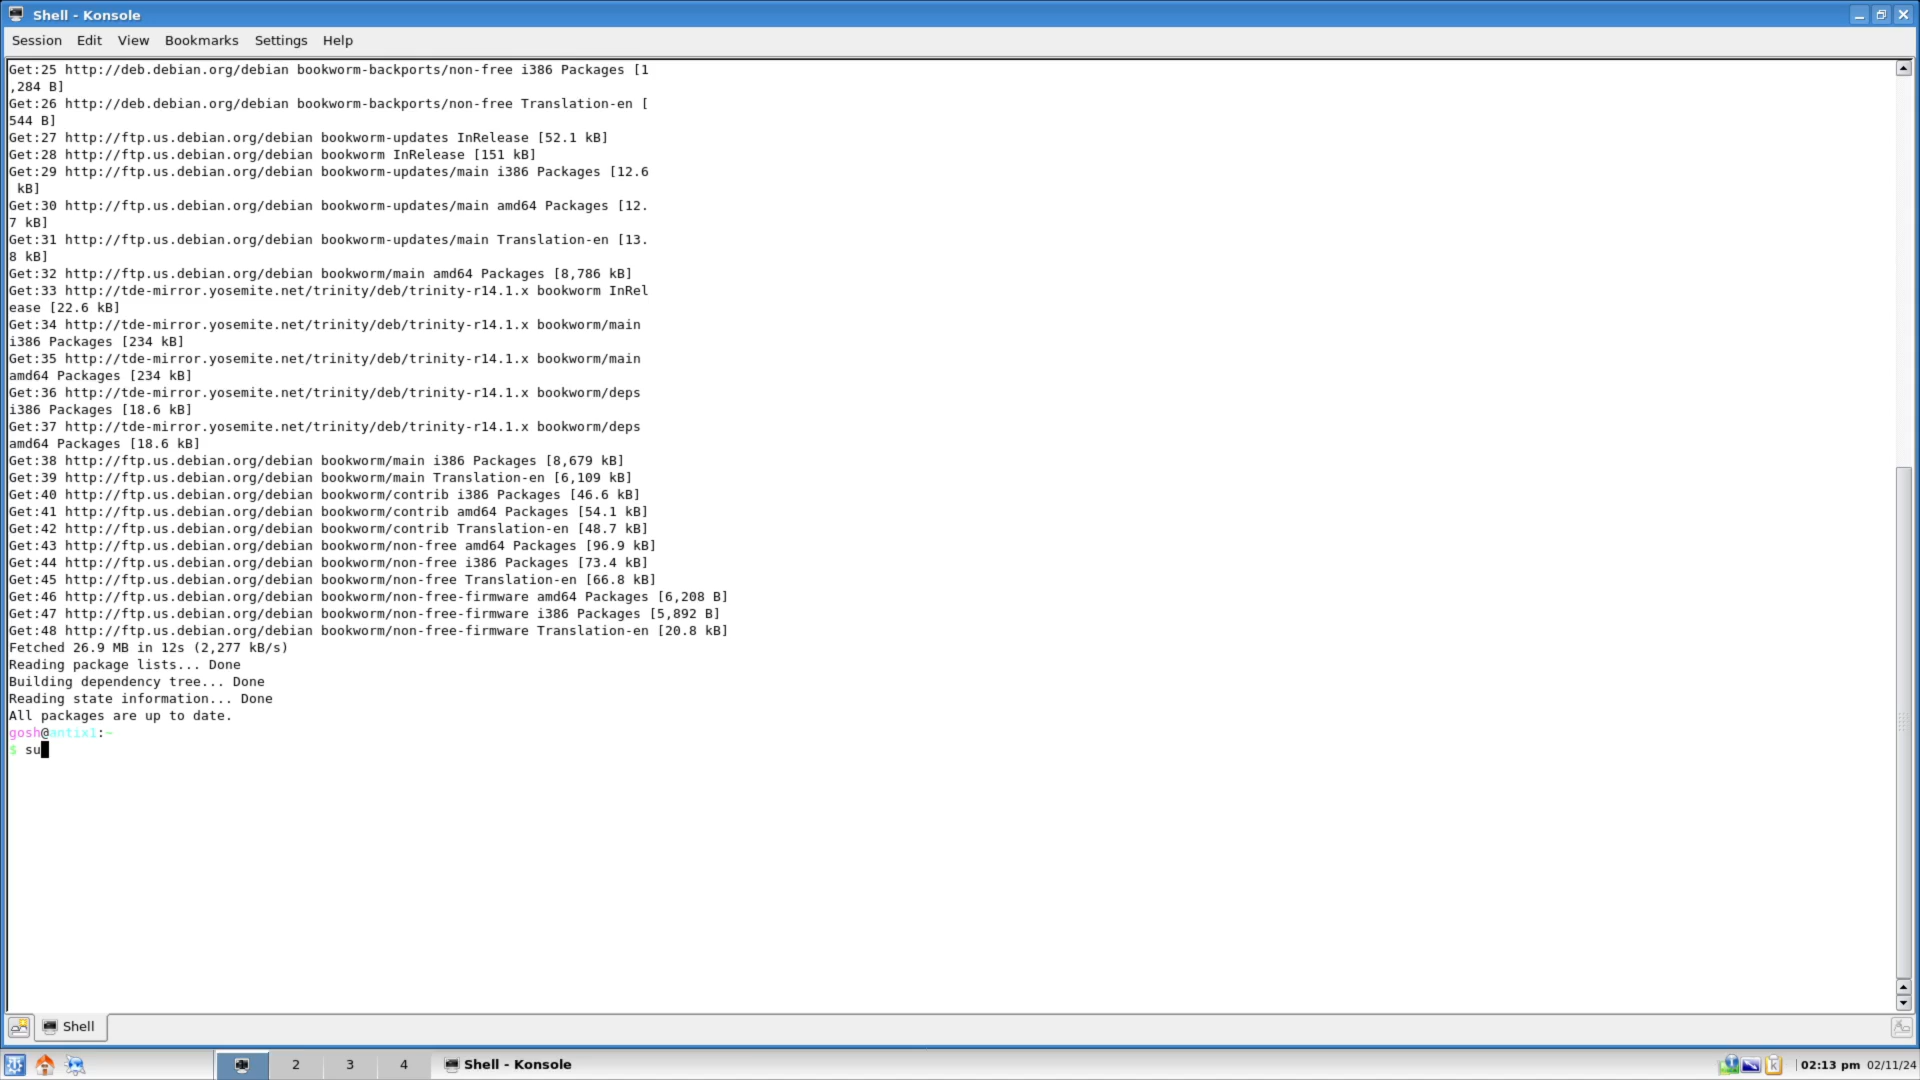 Shell - Konsole
Session Edit View Bookmarks Settings Help
Get:25 http://deb.debian.org/debian bookworm-backports/non-free i386 Packages [1
,284 B]
Get:26 http://deb.debian.org/debian bookworm-backports/non-free Translation-en [
544 B]
Get:27 http://ftp.us.debian.org/debian bookworm-updates InRelease [52.1 kB]
Get:28 http://ftp.us.debian.org/debian bookworm InRelease [151 kB]
Get:29 http://ftp.us.debian.org/debian bookworm-updates/main i386 Packages [12.6
 kB]
Get:30 http://ftp.us.debian.org/debian bookworm-updates/main amd64 Packages [12.
7 kB]
Get:31 http://ftp.us.debian.org/debian bookworm-updates/main Translation-en [13.
8 kB]
Get:32 http://ftp.us.debian.org/debian bookworm/main amd64 Packages [8,786 kB]
Get:33 http://tde-mirror.yosemite.net/trinity/deb/trinity-r14.1.x bookworm InRel
ease [22.6 kB]
Get:34 http://tde-mirror.yosemite.net/trinity/deb/trinity-r14.1.x bookworm/main
i386 Packages [234 kB]
Get:35 http://tde-mirror.yosemite.net/trinity/deb/trinity-r14.1.x bookworm/main
amd64 Packages [234 kB]
Get:36 http://tde-mirror.yosemite.net/trinity/deb/trinity-r14.1.x bookworm/deps
i386 Packages [18.6 kB]
Get:37 http://tde-mirror.yosemite.net/trinity/deb/trinity-r14.1.x bookworm/deps
amd64 Packages [18.6 kB]
Get:38 http://ftp.us.debian.org/debian bookworm/main i386 Packages [8,679 kB]
Get:39 http://ftp.us.debian.org/debian bookworm/main Translation-en [6,109 kB]
Get:40 http://ftp.us.debian.org/debian bookworm/contrib i386 Packages [46.6 kB]
Get:41 http://ftp.us.debian.org/debian bookworm/contrib amd64 Packages [54.1 kB]
Get:42 http://ftp.us.debian.org/debian bookworm/contrib Translation-en [48.7 kB]
Get:43 http://ftp.us.debian.org/debian bookworm/non-free amd64 Packages [96.9 kB]
Get:44 http://ftp.us.debian.org/debian bookworm/non-free i386 Packages [73.4 kB]
Get:45 http://ftp.us.debian.org/debian bookworm/non-free Translation-en [66.8 kB]
Get:46 http://ftp.us.debian.org/debian bookworm/non-free-firmware amd64 Packages [6,208 B]
Get:47 http://ftp.us.debian.org/debian bookworm/non-free-firmware i386 Packages [5,892 B]
Get:48 http://ftp.us.debian.org/debian bookworm/non-free-firmware Translation-en [20.8 kB]
Fetched 26.9 MB in 12s (2,277 kB/s)
Reading package lists... Done
Building dependency tree... Done
Reading state information... Done
All packages are up to date.
gosh@antix1:~
$ su
Shell
2 3 4 Shell - Konsole 02:13 pm 02/11/24